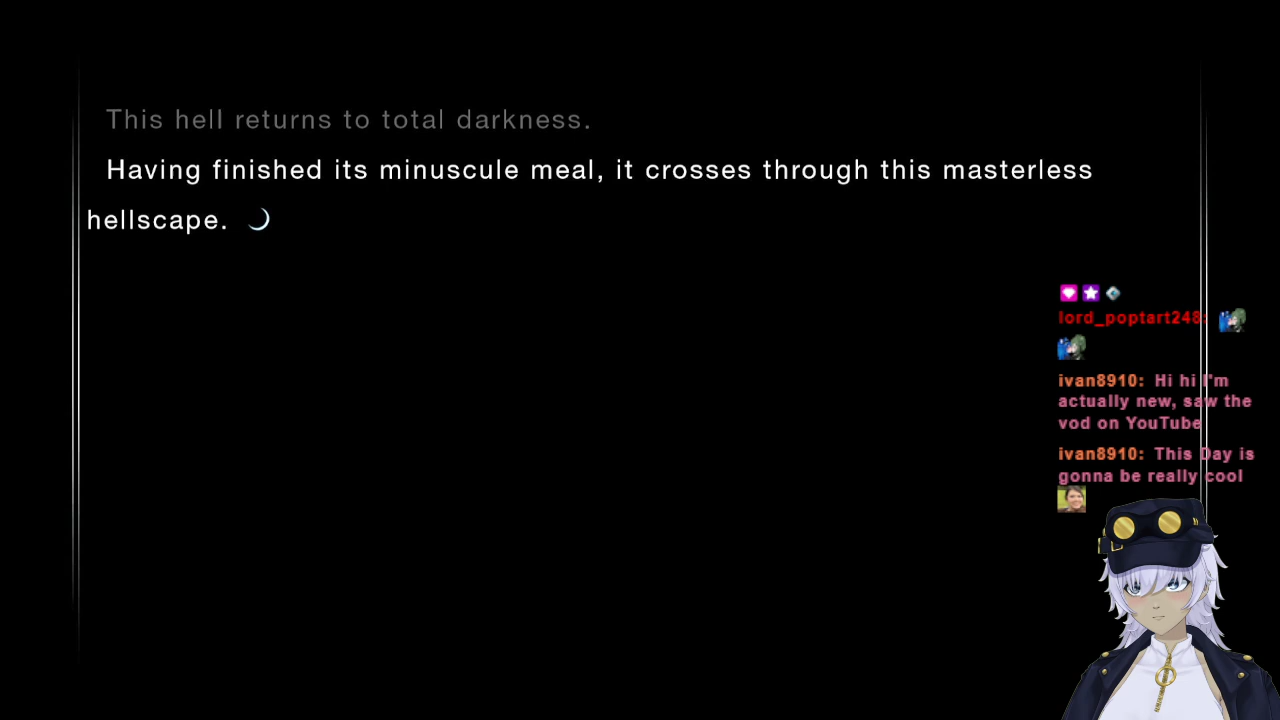 This hell returns to total darkness.
Having finished its minuscule meal, it crosses through this masterless
hellscape.
lord_poptart248:
ivan8910: Hi hi I'm
actually new, saw the
vod on YouTube
ivan8910: This Day is
gonna be really cool